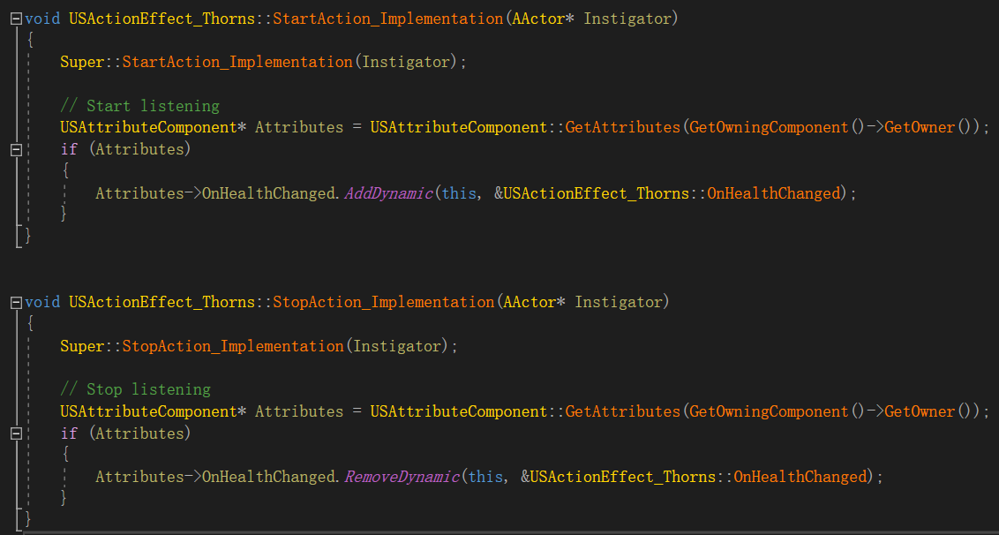 void USActionEffect_Thorns::StartAction_Implementation(AActor* Instigator)
{
Super::StartAction_Implementation(Instigator);
// Start listening
USAttributeComponent* Attributes = USAttributeComponent::GetAttributes(GetOwningComponent()->GetOwner());
if (Attributes)
{
Attributes->OnHealthChanged.AddDynamic(this, &USActionEffect_Thorns::OnHealthChanged);
}
}
void USActionEffect_Thorns::StopAction_Implementation(AActor* Instigator)
{
Super::StopAction_Implementation(Instigator);
// Stop listening
USAttributeComponent* Attributes = USAttributeComponent::GetAttributes(GetOwningComponent()->GetOwner());
if (Attributes)
{
Attributes->OnHealthChanged.RemoveDynamic(this, &USActionEffect_Thorns::OnHealthChanged);
}
}